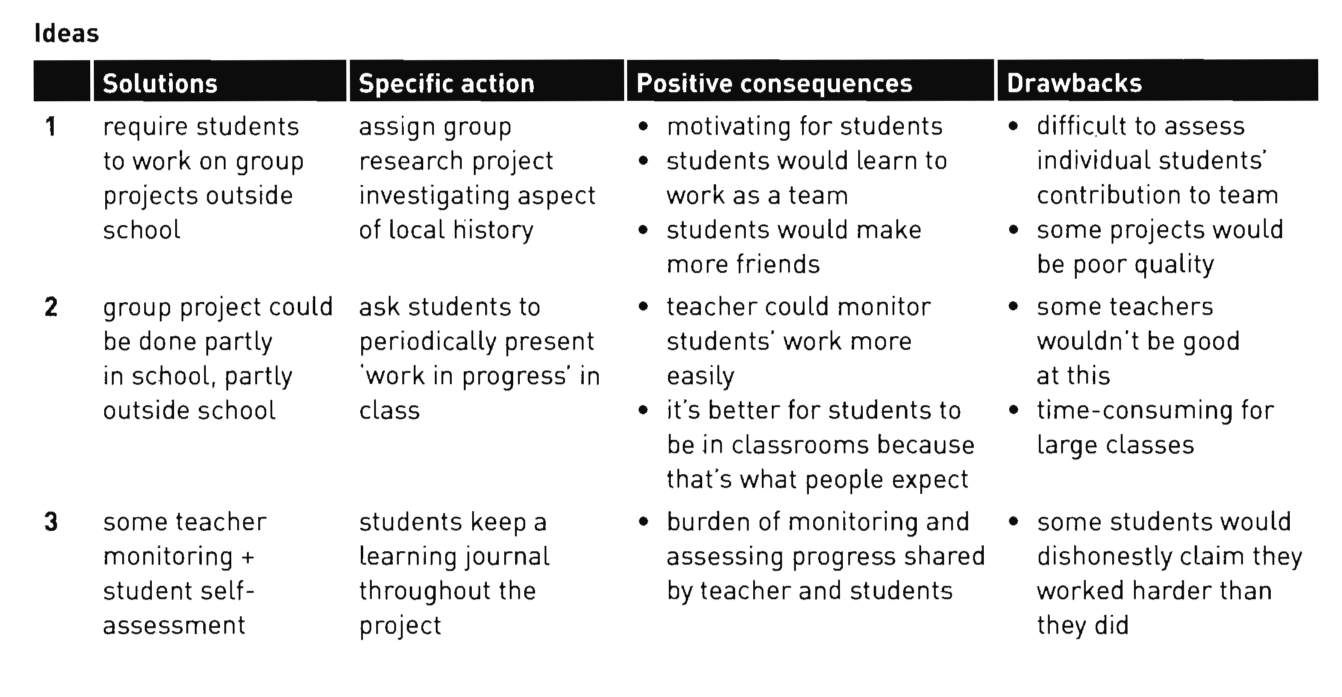 Ideas
Solutions
Specific action
Positive consequences
Drawbacks
1
require students
to work on group
projects outside
school
assign group
research project
investigating aspect
of local history
• motivating for students
• students would learn to
work as a team
• students would make
more friends
• difficult to assess
individual students'
contribution to team
• some projects would
be poor quality
2
group project could
be done partly
in school, partly
outside school
ask students to
periodically present
'work in progress' in
class
• teacher could monitor
students' work more
easily
• it's better for students to
be in classrooms because
that's what people expect
• some teachers
wouldn't be good
at this
• time-consuming for
large classes
3
some teacher
monitoring +
student self-
assessment
students keep a
learning journal
throughout the
project
• burden of monitoring and
assessing progress shared
by teacher and students
• some students would
dishonestly claim they
worked harder than
they did